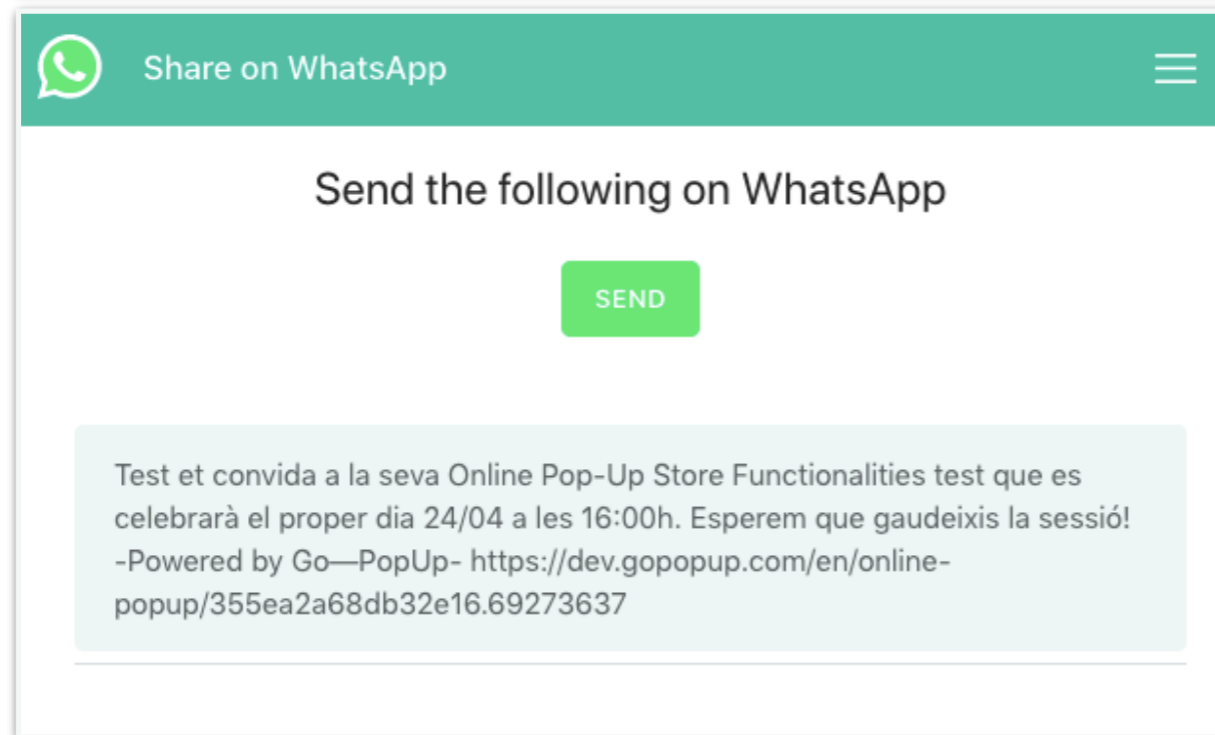 Share on WhatsApp
Send the following on WhatsApp
SEND
Test et convida a la seva Online Pop-Up Store Functionalities test que es
celebrarà el proper dia 24/04 a les 16:00h. Esperem que gaudeixis la sessió!
-Powered by Go—PopUp- https://dev.gopopup.com/en/online-
popup/355ea2a68db32e16.69273637